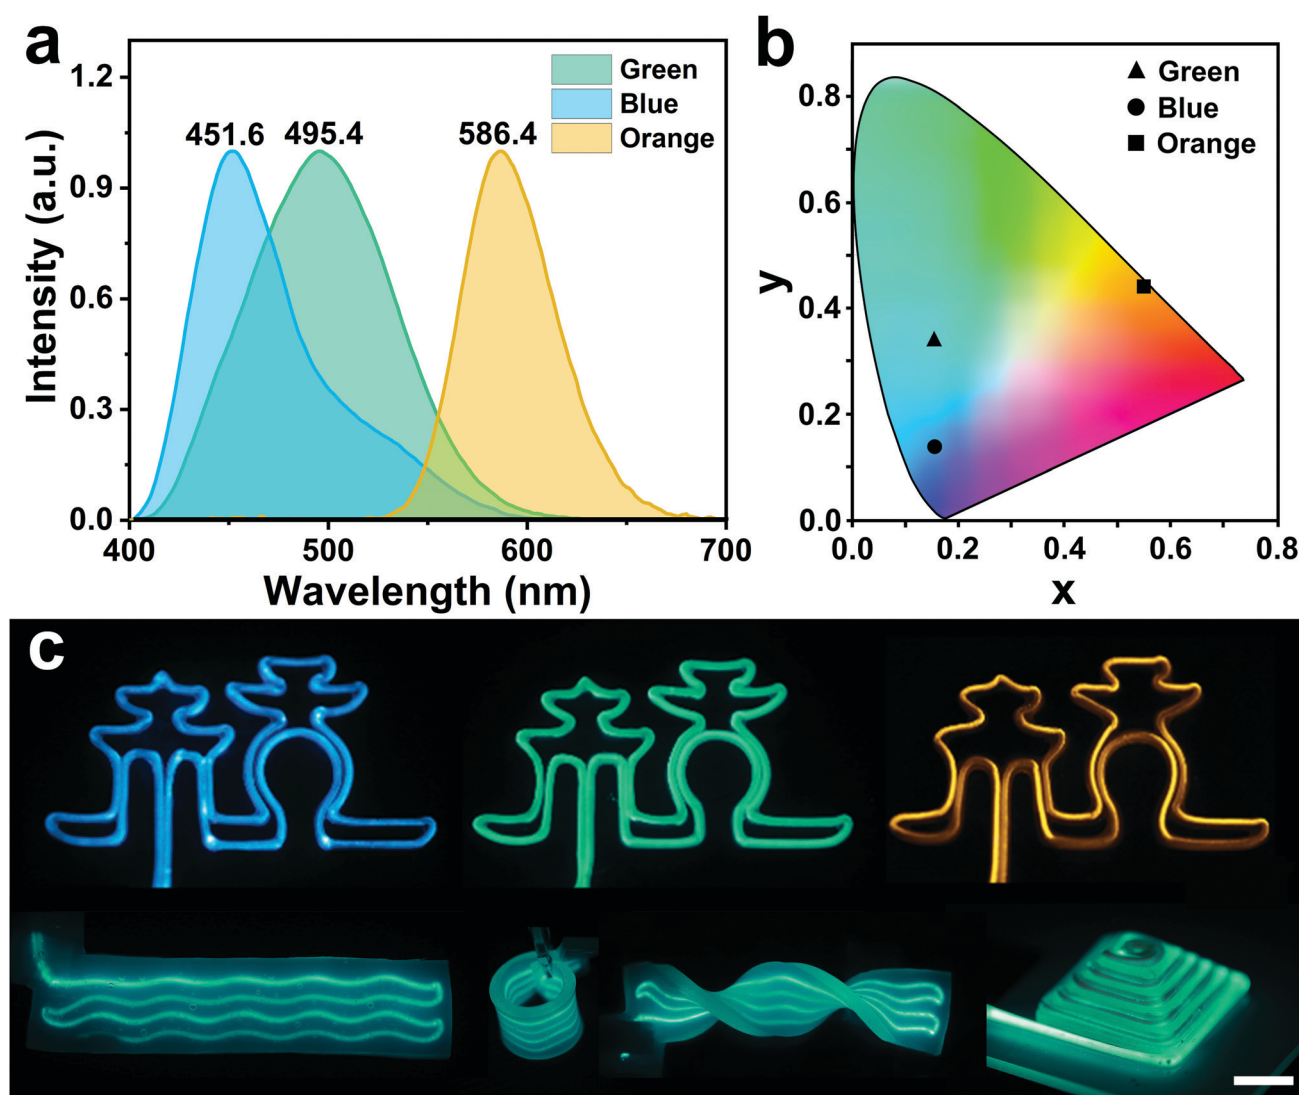 a
1.2
0.9
0.6
0.3
0.0
Intensity (a.u.)
451.6 495.4 586.4
Green
Blue
Orange
400 500 600 700
Wavelength (nm)
b
0.8
0.6
0.4
0.2
0.0
y
Green
Blue
Orange
0.0 0.2 0.4 0.6 0.8
x
c